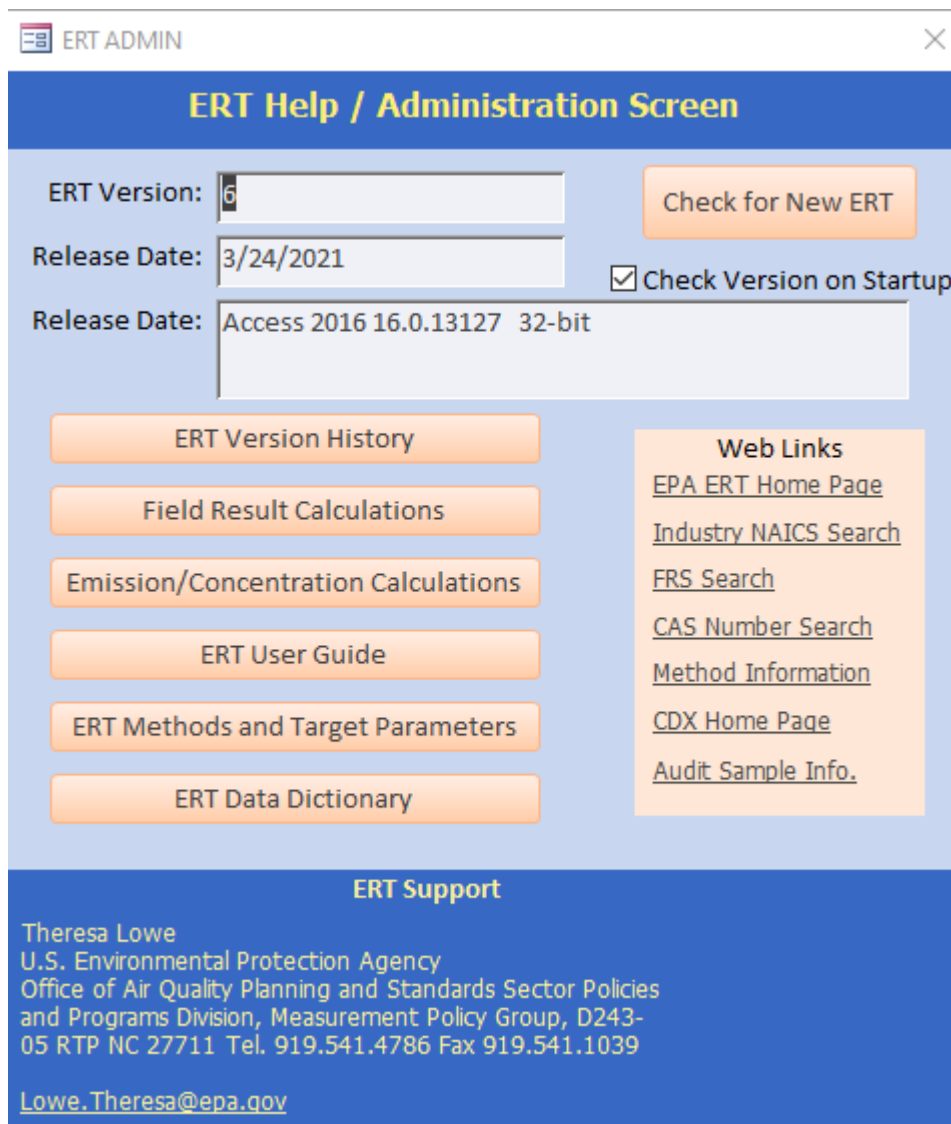 ERT ADMIN
ERT Help / Administration Screen
ERT Version: 6
Check for New ERT
Release Date: 3/24/2021
Check Version on Startup
Release Date: Access 2016 16.0.13127 32-bit
ERT Version History
Field Result Calculations
Emission/Concentration Calculations
ERT User Guide
ERT Methods and Target Parameters
ERT Data Dictionary
Web Links
EPA ERT Home Page
Industry NAICS Search
FRS Search
CAS Number Search
Method Information
CDX Home Page
Audit Sample Info.
ERT Support
Theresa Lowe
U.S. Environmental Protection Agency
Office of Air Quality Planning and Standards Sector Policies
and Programs Division, Measurement Policy Group, D243-
05 RTP NC 27711 Tel. 919.541.4786 Fax 919.541.1039
Lowe.Theresa@epa.gov